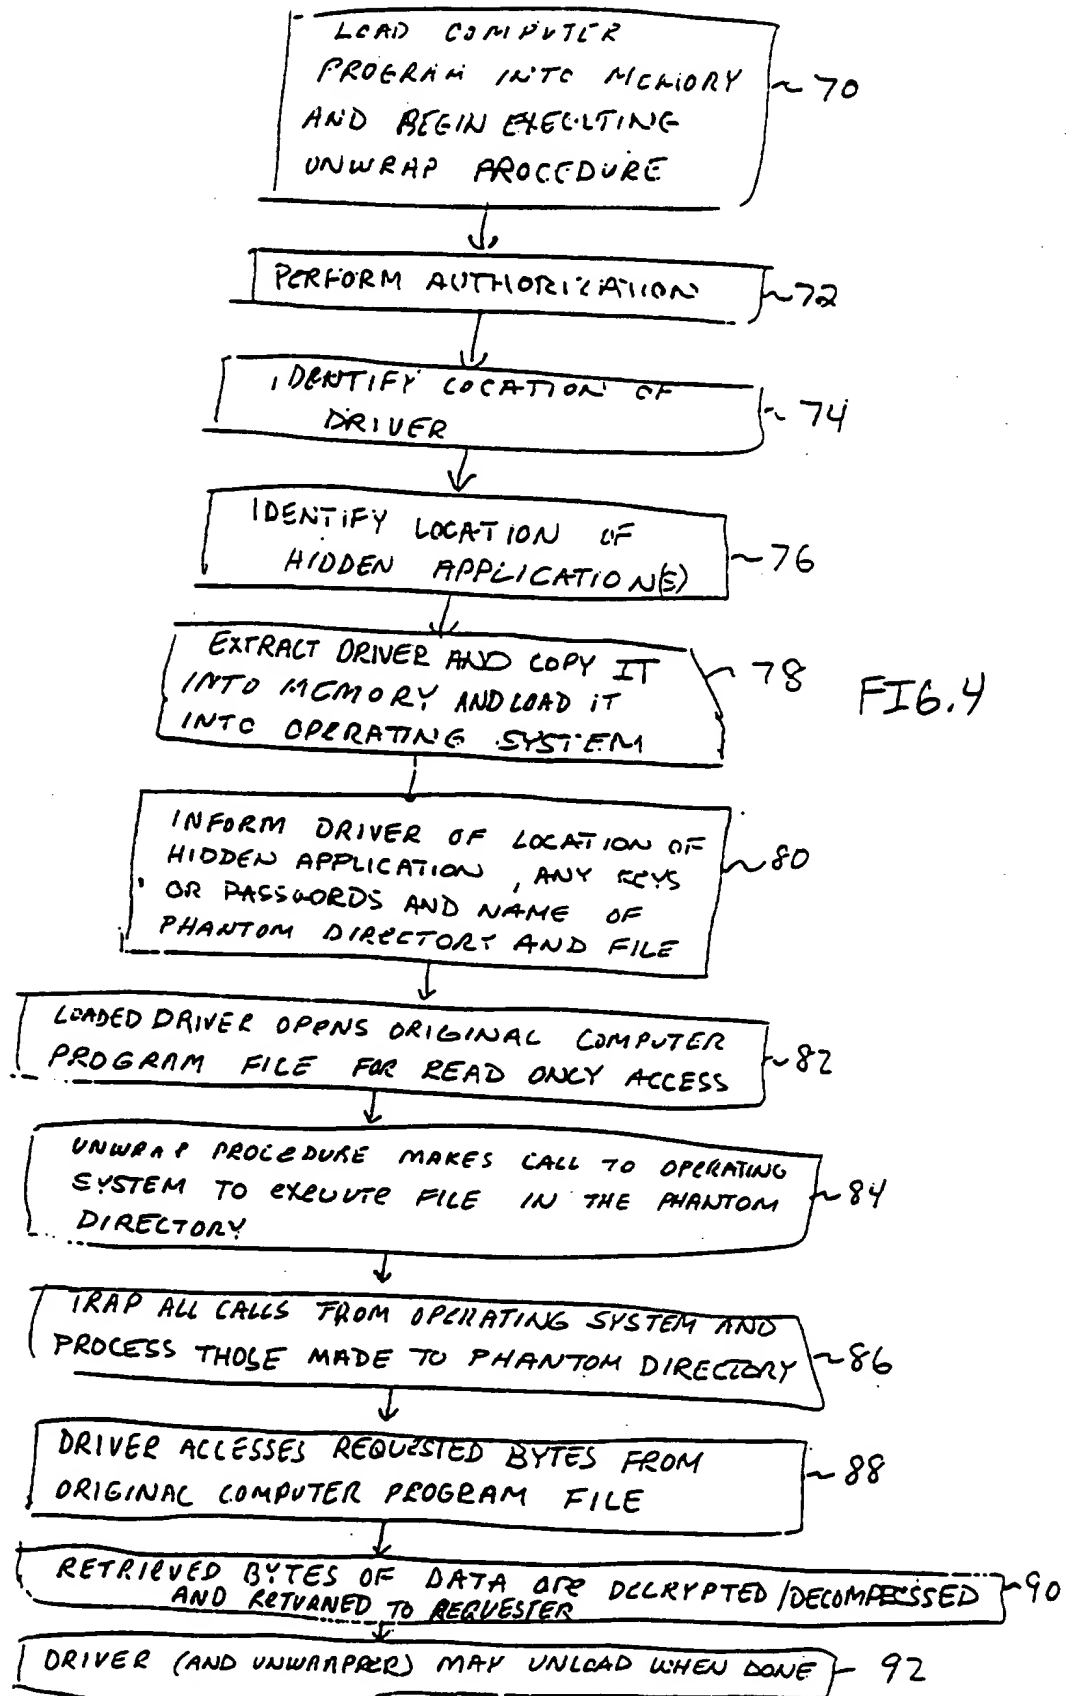 LOAD COMPUTER
PROGRAM INTO MEMORY
AND BEGIN EXECUTING
UNWRAP PROCEDURE
~ 70
PERFORM AUTHORIZATION
~72
IDENTIFY LOCATION OF
DRIVER
~ 74
IDENTIFY LOCATION OF
HIDDEN APPLICATION(S)
~76
EXTRACT DRIVER AND COPY IT
INTO MEMORY AND LOAD IT
INTO OPERATING SYSTEM
~ 78
FIG.4
INFORM DRIVER OF LOCATION OF
HIDDEN APPLICATION, ANY KEYS
OR PASSWORDS AND NAME OF
PHANTOM DIRECTORY AND FILE
~80
LOADED DRIVER OPENS ORIGINAL COMPUTER
PROGRAM FILE FOR READ ONLY ACCESS
~82
UNWRAP PROCEDURE MAKES CALL TO OPERATING
SYSTEM TO EXECUTE FILE IN THE PHANTOM
DIRECTORY
~84
TRAP ALL CALLS FROM OPERATING SYSTEM AND
PROCESS THOSE MADE TO PHANTOM DIRECTORY
~86
DRIVER ACCESSES REQUESTED BYTES FROM
ORIGINAL COMPUTER PROGRAM FILE
~ 88
RETRIEVED BYTES OF DATA ARE DECRYPTED/DECOMPRESSED
AND RETURNED TO REQUESTER
~90
DRIVER (AND UNWRAPPER) MAY UNLOAD WHEN DONE
~ 92